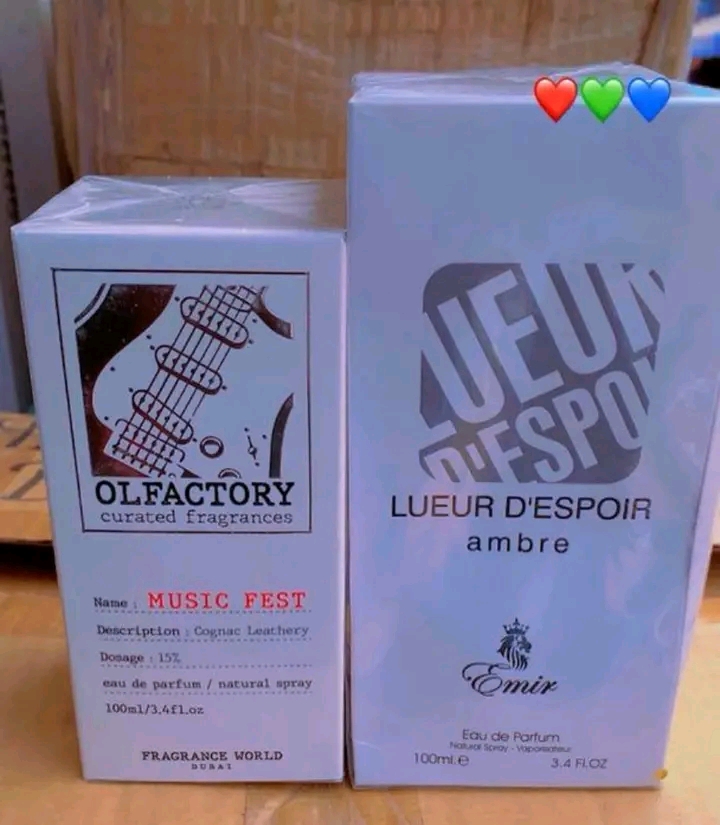 OLFACTORY
curated fragrances
Name : MUSIC FEST
Description : Cognac Leathery
Dosage : 15%
eau de parfum / natural spray
100ml/3.4fl.oz
FRAGRANCE WORLD
DUBAI
LUEUR
D'ESPOI
LUEUR D'ESPOIR
ambre
Emir
Eau de Parfum
Natural Spray - Vaporisateur
100ml.e 3.4 Fl.OZ